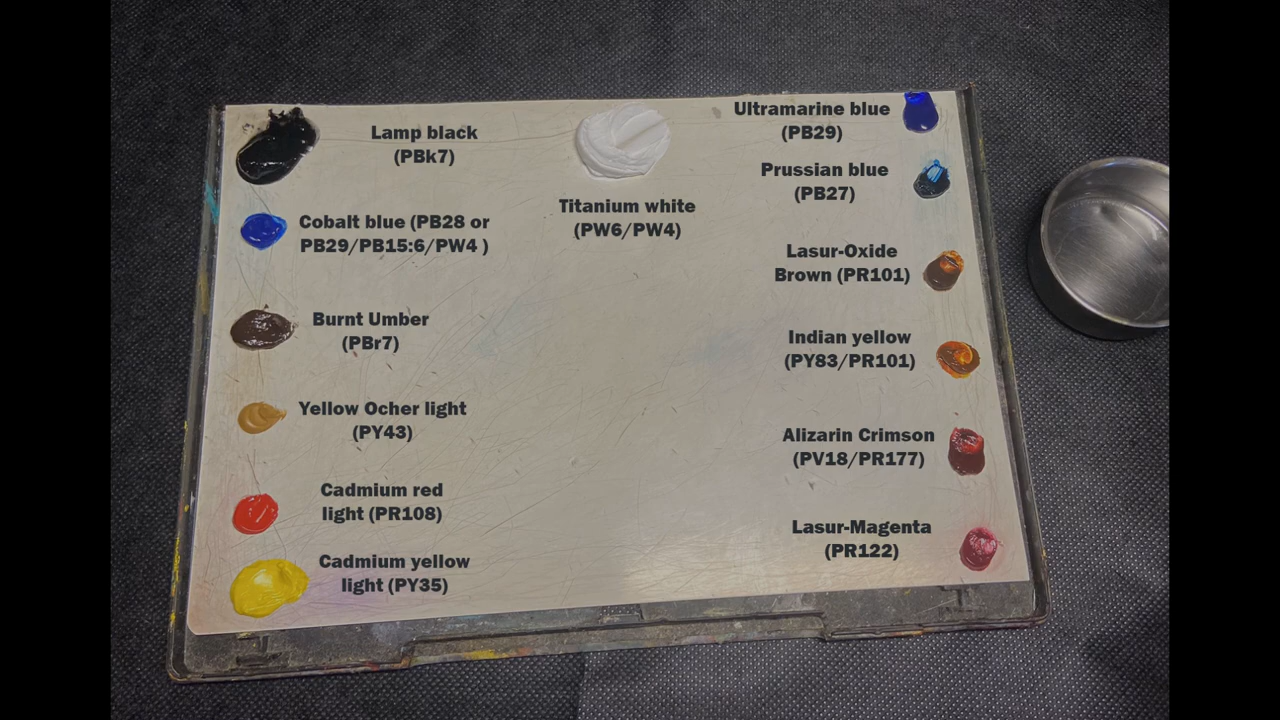 Lamp black
(PBk7)
Cobalt blue (PB28 or
PB29/PB15:6/PW4 )
Burnt Umber
(PBr7)
Yellow Ocher light
(PY43)
Cadmium red
light (PR108)
Cadmium yellow
light (PY35)
Titanium white
(PW6/PW4)
Ultramarine blue
(PB29)
Prussian blue
(PB27)
Lasur-Oxide
Brown (PR101)
Indian yellow
(PY83/PR101)
Alizarin Crimson
(PV18/PR177)
Lasur-Magenta
(PR122)